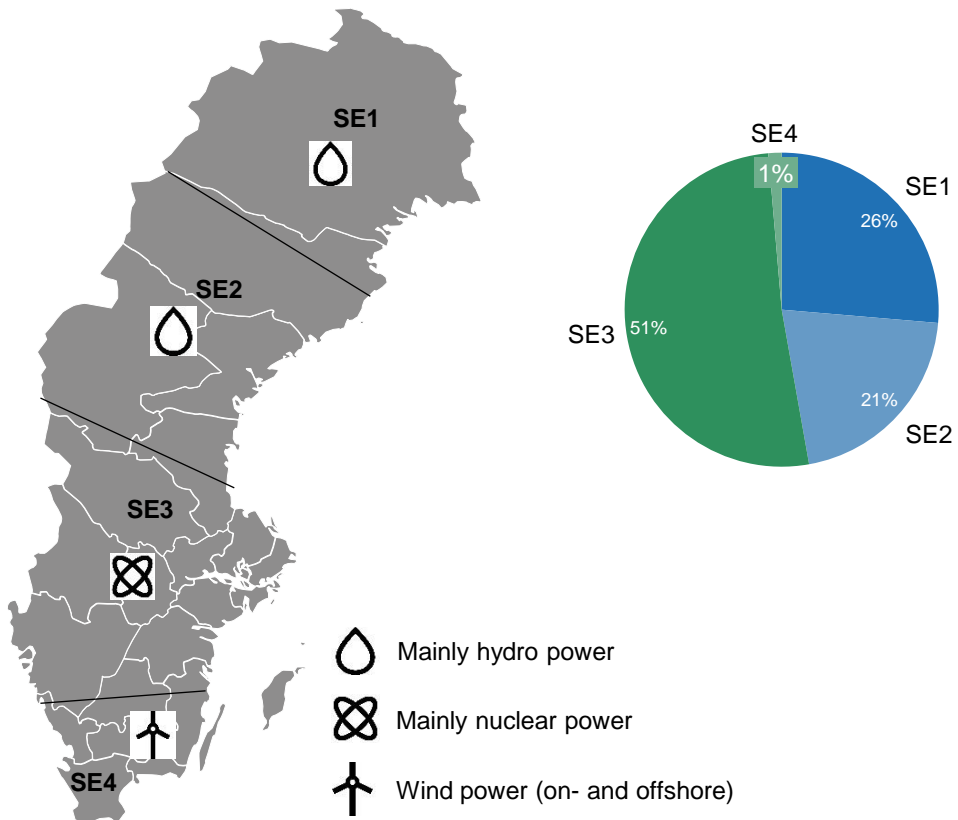 SE1
SE2
SE3
SE4
SE4
1%
SE1
26%
SE3
51%
21%
SE2
Mainly hydro power
Mainly nuclear power
Wind power (on- and offshore)